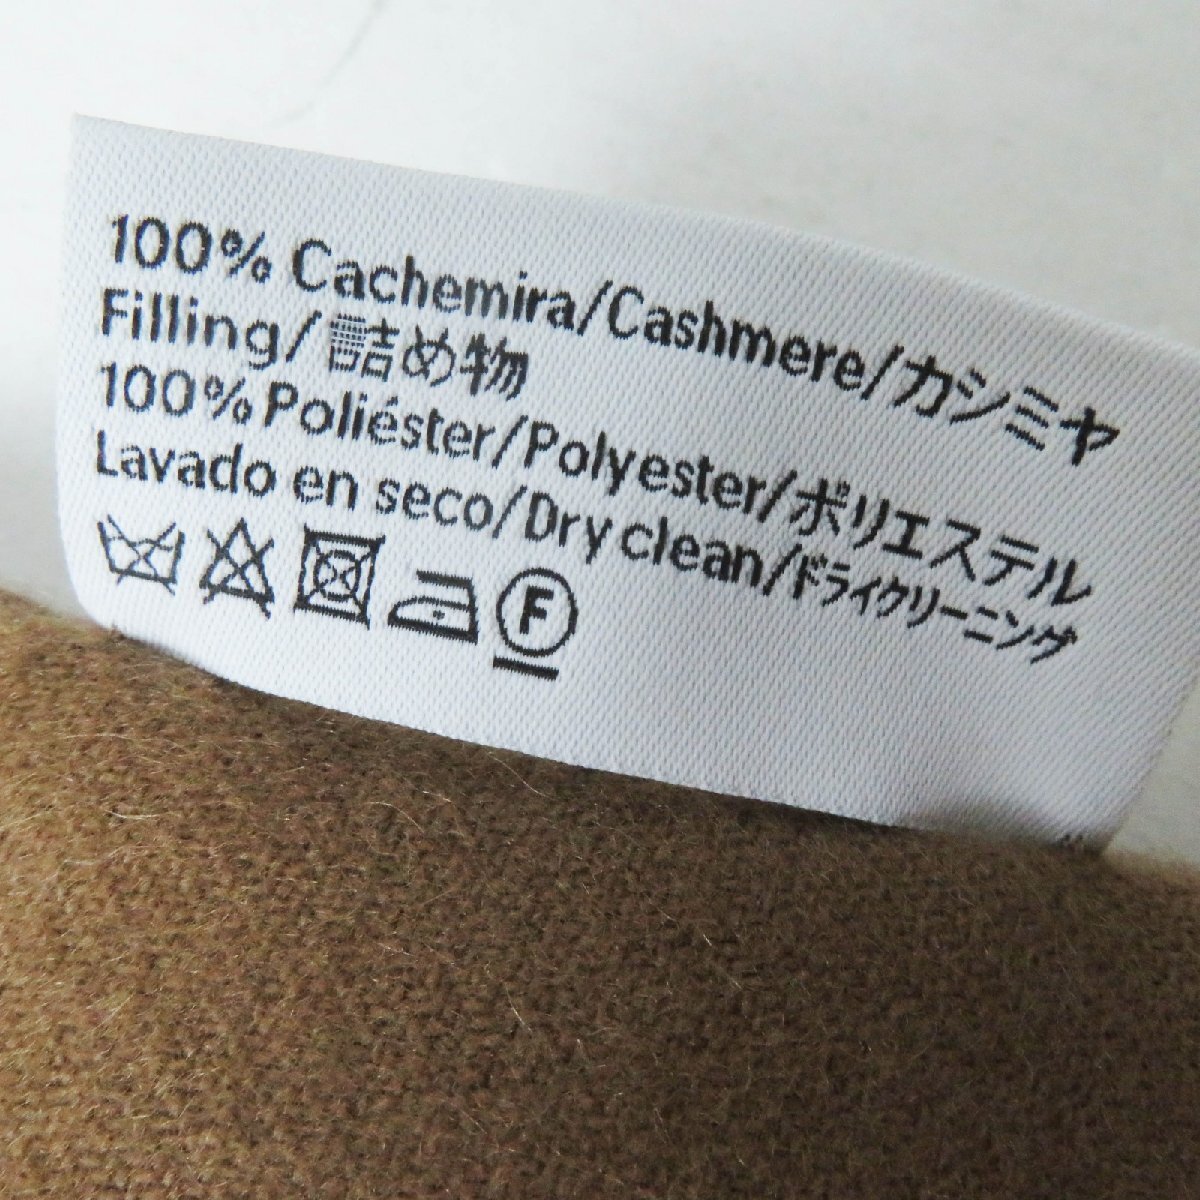 100% Cachemira/Cashmere/カシミヤ
Filling/詰め物
100%Poliéster/Polyester/ポリエステル
Lavado en seco/Dry clean/ドライクリーニング
F